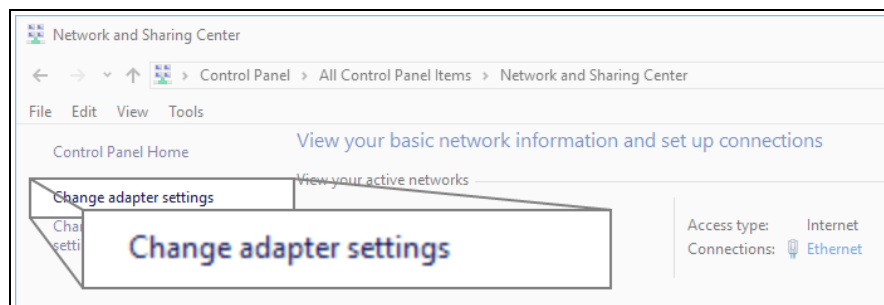 Network and Sharing Center
Control Panel > All Control Panel Items > Network and Sharing Center
File Edit View Tools
Control Panel Home
View your basic network information and set up connections
View your active networks
Change adapter settings
Change adapter settings
Access type: Internet
Connections: Ethernet